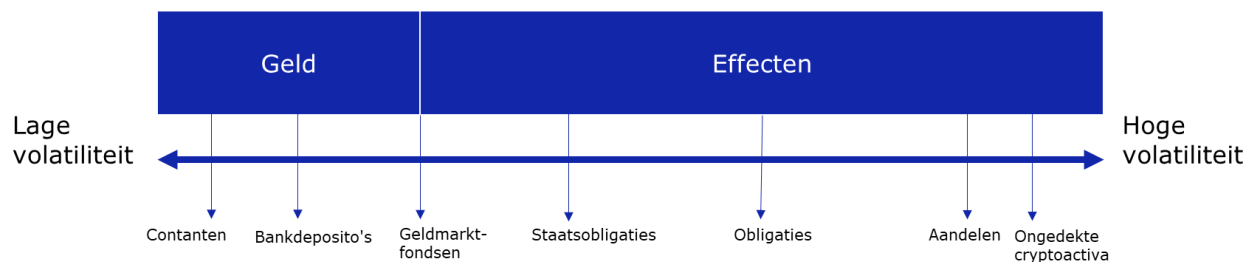 Geld
Effecten
Lage
volatiliteit
Hoge
volatiliteit
Contanten
Bankdeposito's
Geldmarkt-
fondsen
Staatsobligaties
Obligaties
Aandelen
Ongedekte
cryptoactiva